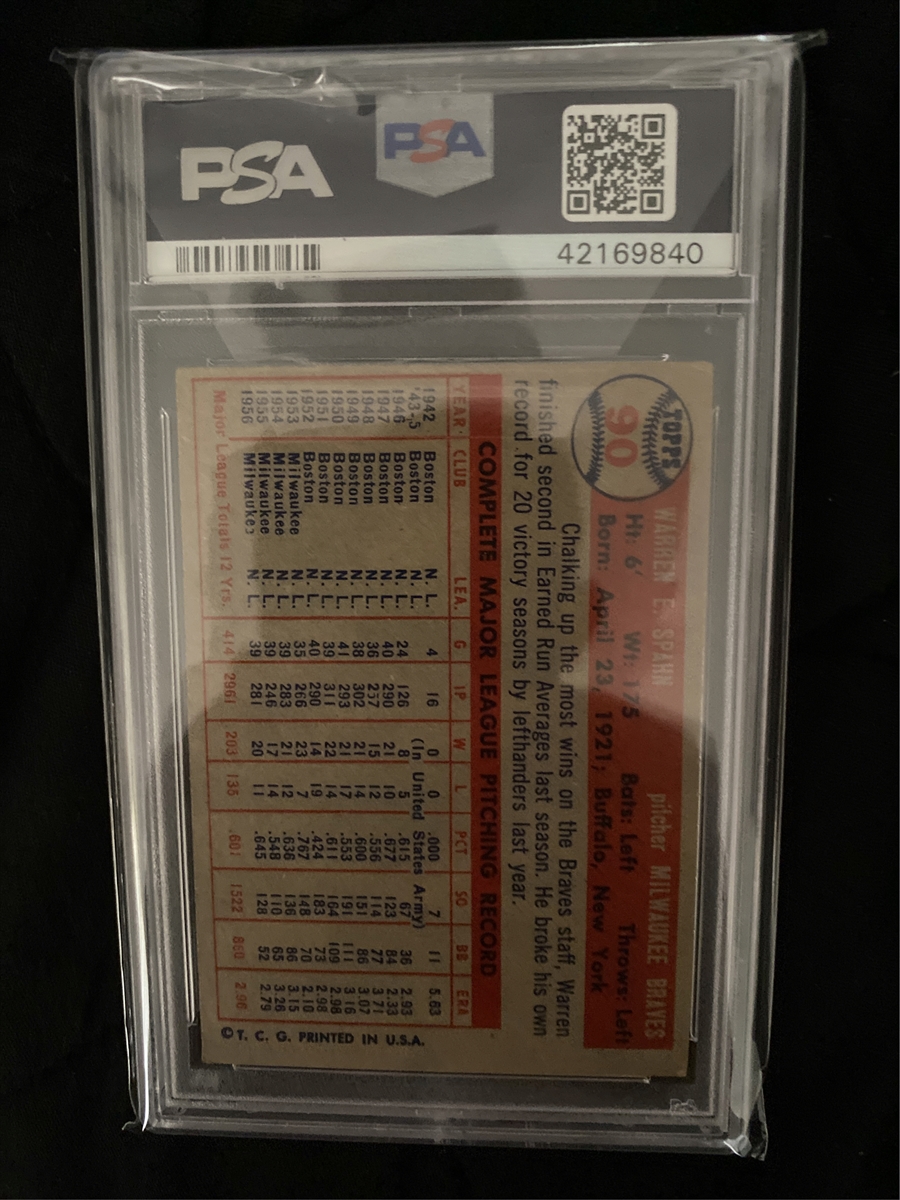 PSA
PSA
42169840
TOPPS
90
WARREN E. SPAHN pitcher MILWAUKEE BRAVES
Ht: 6' Wt: 175 Bats: Left Throws: Left
Born: April 23, 1921; Buffalo, New York
Chalking up the most wins on the Braves staff, Warren
finished second in Earned Run Averages last season. He broke his own
record for 20 victory seasons by lefthanders last year.
COMPLETE MAJOR LEAGUE PITCHING RECORD
YEAR CLUB LEA. G IP W L PCT SO BB ERA
1942 Boston N. L. 4 16 0 0 .000 7 11 5.63
'43-5 Boston N. L. (In United States Army)
1946 Boston N. L. 24 126 8 5 .615 67 36 2.93
1947 Boston N. L. 40 290 21 10 .677 123 84 2.33
1948 Boston N. L. 36 257 15 12 .556 114 77 3.71
1949 Boston N. L. 38 302 21 14 .600 151 86 3.07
1950 Boston N. L. 41 293 21 17 .553 191 111 3.16
1951 Boston N. L. 39 311 22 14 .611 164 109 2.98
1952 Boston N. L. 40 290 14 19 .424 183 73 2.98
1953 Milwaukee N. L. 35 266 23 7 .767 148 70 2.10
1954 Milwaukee N. L. 39 283 21 12 .636 136 86 3.15
1955 Milwaukee N. L. 39 246 17 14 .548 110 65 3.26
1956 Milwaukee N. L. 39 281 20 11 .645 128 52 2.79
Major League Totals 12 Yrs. 414 2961 203 135 .601 1522 860 2.96
© T. C. G. PRINTED IN U.S.A.